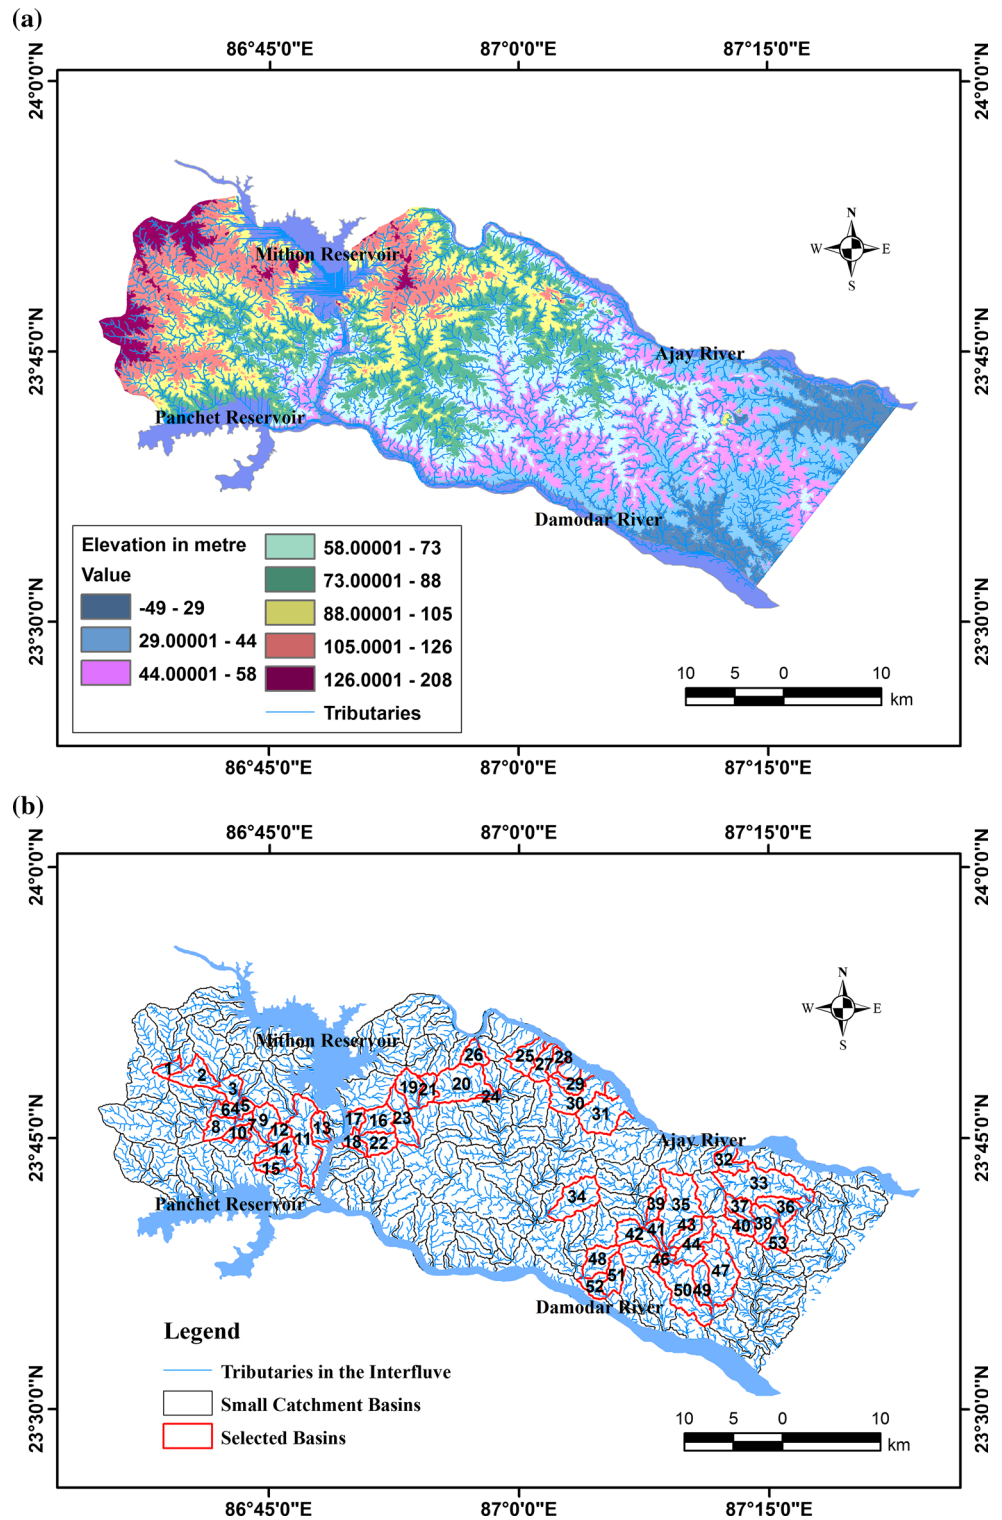 (a)
86°45'0"E 87°0'0"E 87°15'0"E
24°0'0"N
24°0'0"N
23°45'0"N
23°45'0"N
23°30'0"N
23°30'0"N
N
W E
S
Mithon Reservoir
Ajay River
Panchet Reservoir
Damodar River
Elevation in metre
Value
-49 - 29
29.00001 - 44
44.00001 - 58
58.00001 - 73
73.00001 - 88
88.00001 - 105
105.0001 - 126
126.0001 - 208
Tributaries
10 5 0 10
km
86°45'0"E 87°0'0"E 87°15'0"E
(b)
86°45'0"E 87°0'0"E 87°15'0"E
24°0'0"N
24°0'0"N
23°45'0"N
23°45'0"N
23°30'0"N
23°30'0"N
N
W E
S
Mithon Reservoir
Ajay River
Panchet Reservoir
Damodar River
1
2
3
6 4 5
8
10
7
9
12
11
13
14
15
17
16
18
22
23
19
21
20
24
26
25
27
28
29
30
31
32
33
34
39
35
37
36
42
41
43
40
38
53
44
46
48
51
52
47
50 49
Legend
Tributaries in the Interfluve
Small Catchment Basins
Selected Basins
10 5 0 10
km
86°45'0"E 87°0'0"E 87°15'0"E